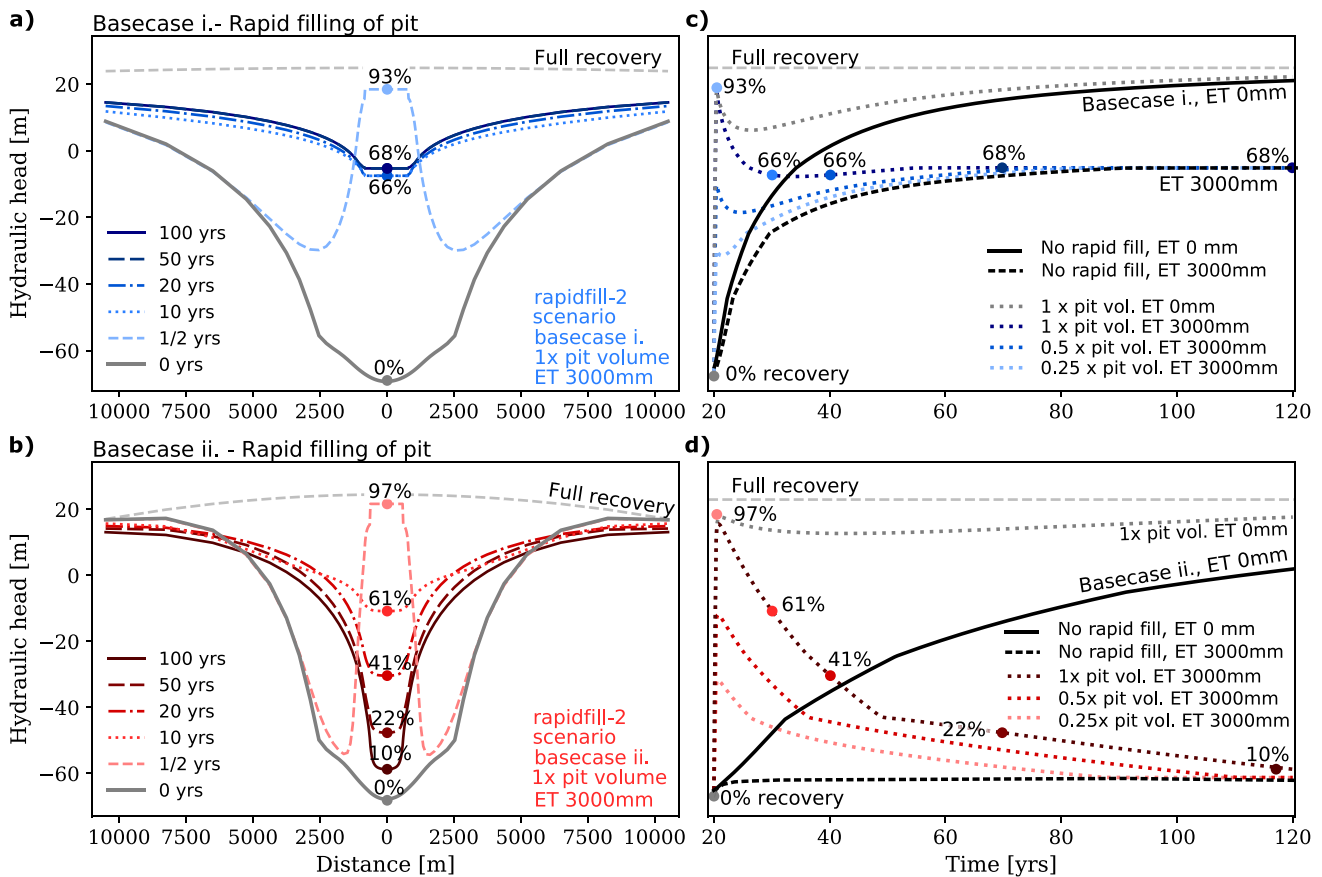 a) Basecase i.- Rapid filling of pit
Full recovery
93%
68%
66%
0%
20
0
−20
−40
−60
Hydraulic head [m]
100 yrs
50 yrs
20 yrs
10 yrs
1/2 yrs
0 yrs
rapidfill-2
scenario
basecase i.
1x pit volume
ET 3000mm
10000 7500 5000 2500 0 2500 5000 7500 10000
c)
Full recovery
93%
Basecase i., ET 0mm
66% 66% 68% 68%
ET 3000mm
No rapid fill, ET 0 mm
No rapid fill, ET 3000mm
1 x pit vol. ET 0mm
1 x pit vol. ET 3000mm
0.5 x pit vol. ET 3000mm
0.25 x pit vol. ET 3000mm
0% recovery
20 40 60 80 100 120
b) Basecase ii. - Rapid filling of pit
97%
Full recovery
61%
41%
22%
10%
0%
20
0
−20
−40
−60
Hydraulic head [m]
100 yrs
50 yrs
20 yrs
10 yrs
1/2 yrs
0 yrs
rapidfill-2
scenario
basecase ii.
1x pit volume
ET 3000mm
10000 7500 5000 2500 0 2500 5000 7500 10000
Distance [m]
d)
Full recovery
97%
1x pit vol. ET 0mm
Basecase ii., ET 0mm
61%
41%
No rapid fill, ET 0 mm
No rapid fill, ET 3000mm
1x pit vol. ET 3000mm
0.5x pit vol. ET 3000mm
0.25x pit vol. ET 3000mm
22%
10%
0% recovery
20 40 60 80 100 120
Time [yrs]